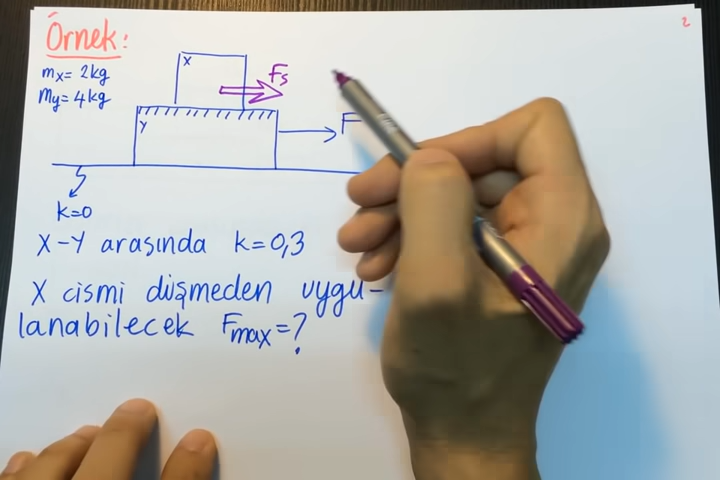 Örnek:
2
mx= 2kg
my= 4kg
x
Fs
y
F
k=0
X-Y arasında k=0,3
X cismi düşmeden uygu-
lanabilecek Fmax=?